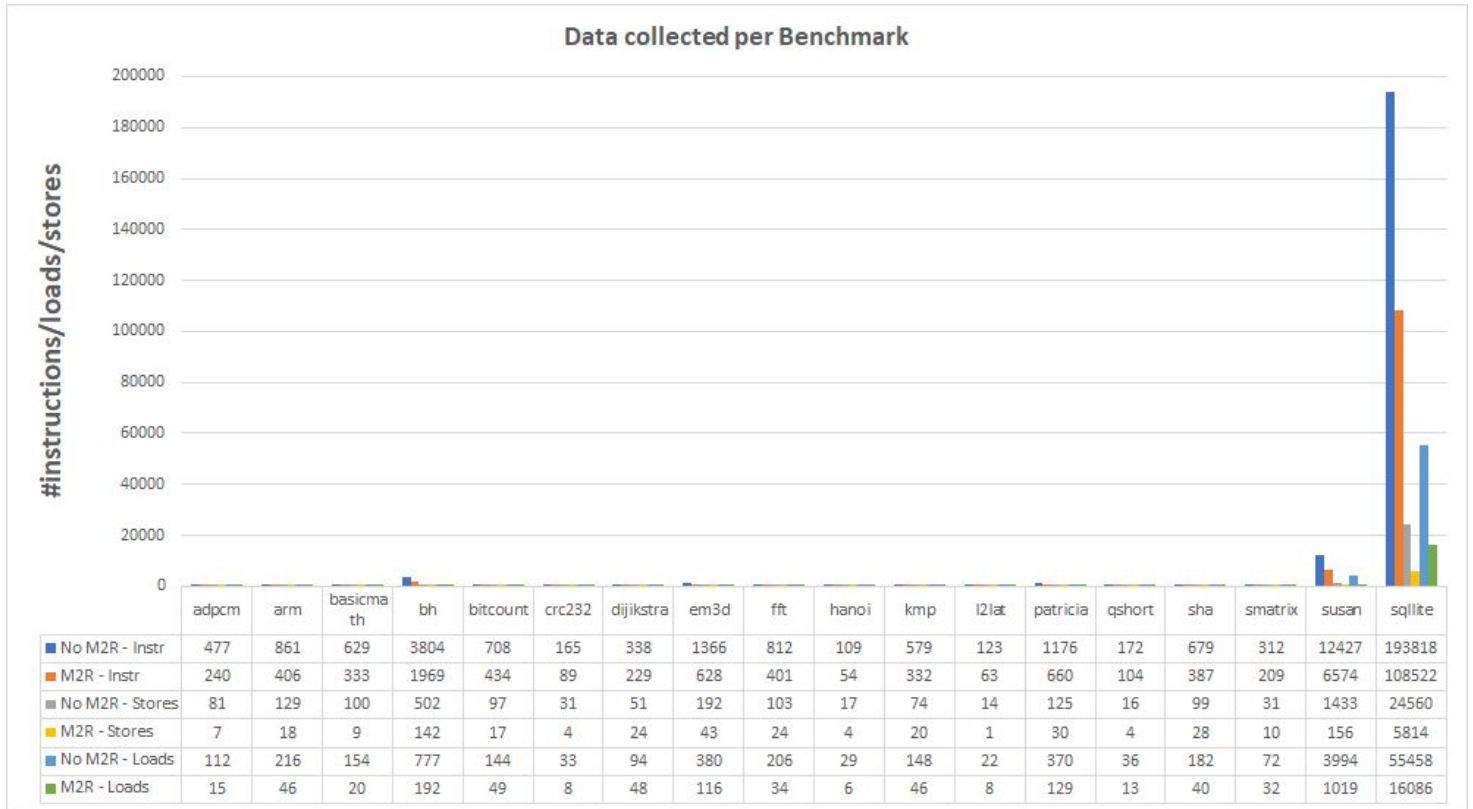 Data collected per Benchmark
#instructions/loads/stores
200000
180000
160000
140000
120000
100000
80000
60000
40000
20000
0
adpcm arm basicma bh bitcount crc232 dijikstra em3d fft hanoi kmp l2lat patricia qshort sha smatrix susan sqllite
th
No M2R - Instr 477 861 629 3804 708 165 338 1366 812 109 579 123 1176 172 679 312 12427 193818
M2R - Instr 240 406 333 1969 434 89 229 628 401 54 332 63 660 104 387 209 6574 108522
No M2R - Stores 81 129 100 502 97 31 51 192 103 17 74 14 125 16 99 31 1433 24560
M2R - Stores 7 18 9 142 17 4 24 43 24 4 20 1 30 4 28 10 156 5814
No M2R - Loads 112 216 154 777 144 33 94 380 206 29 148 22 370 36 182 72 3994 55458
M2R - Loads 15 46 20 192 49 8 48 116 34 6 46 8 129 13 40 32 1019 16086